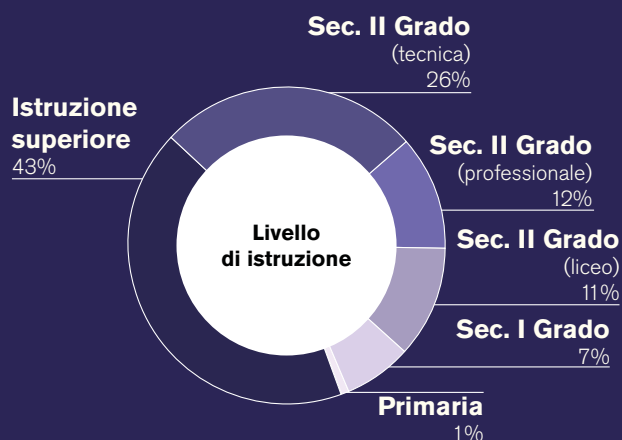 Sec. II Grado
(tecnica)
26%
Istruzione
superiore
43%
Sec. II Grado
(professionale)
12%
Livello
di istruzione
Sec. II Grado
(liceo)
11%
Sec. I Grado
7%
Primaria
1%